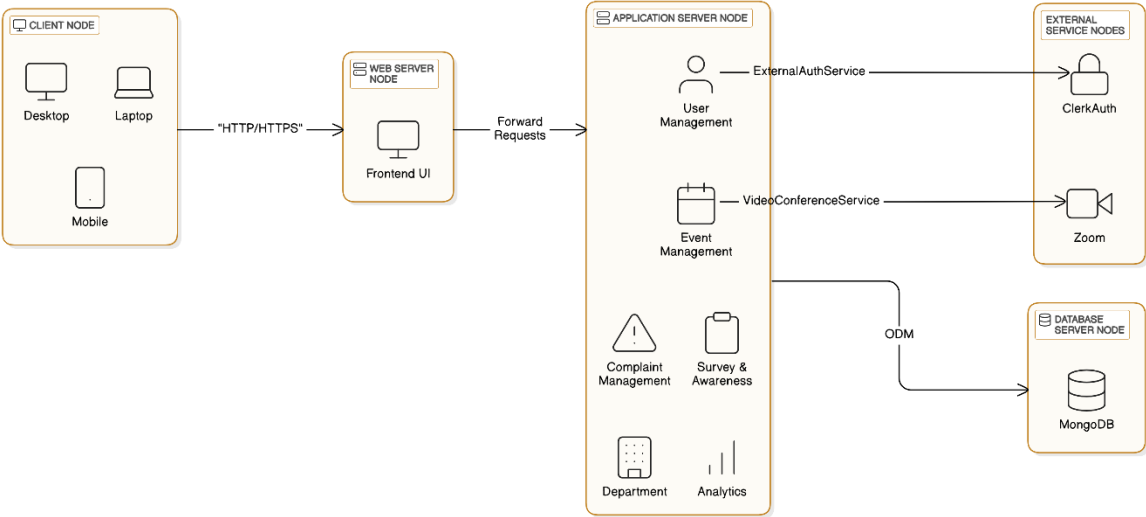 CLIENT NODE
Desktop
Laptop
Mobile
"HTTP/HTTPS"
WEB SERVER
NODE
Frontend UI
Forward
Requests
APPLICATION SERVER NODE
User
Management
ExternalAuthService
Event
Management
VideoConferenceService
Complaint
Management
Survey &
Awareness
Department
Analytics
EXTERNAL
SERVICE NODES
ClerkAuth
Zoom
ODM
DATABASE
SERVER NODE
MongoDB